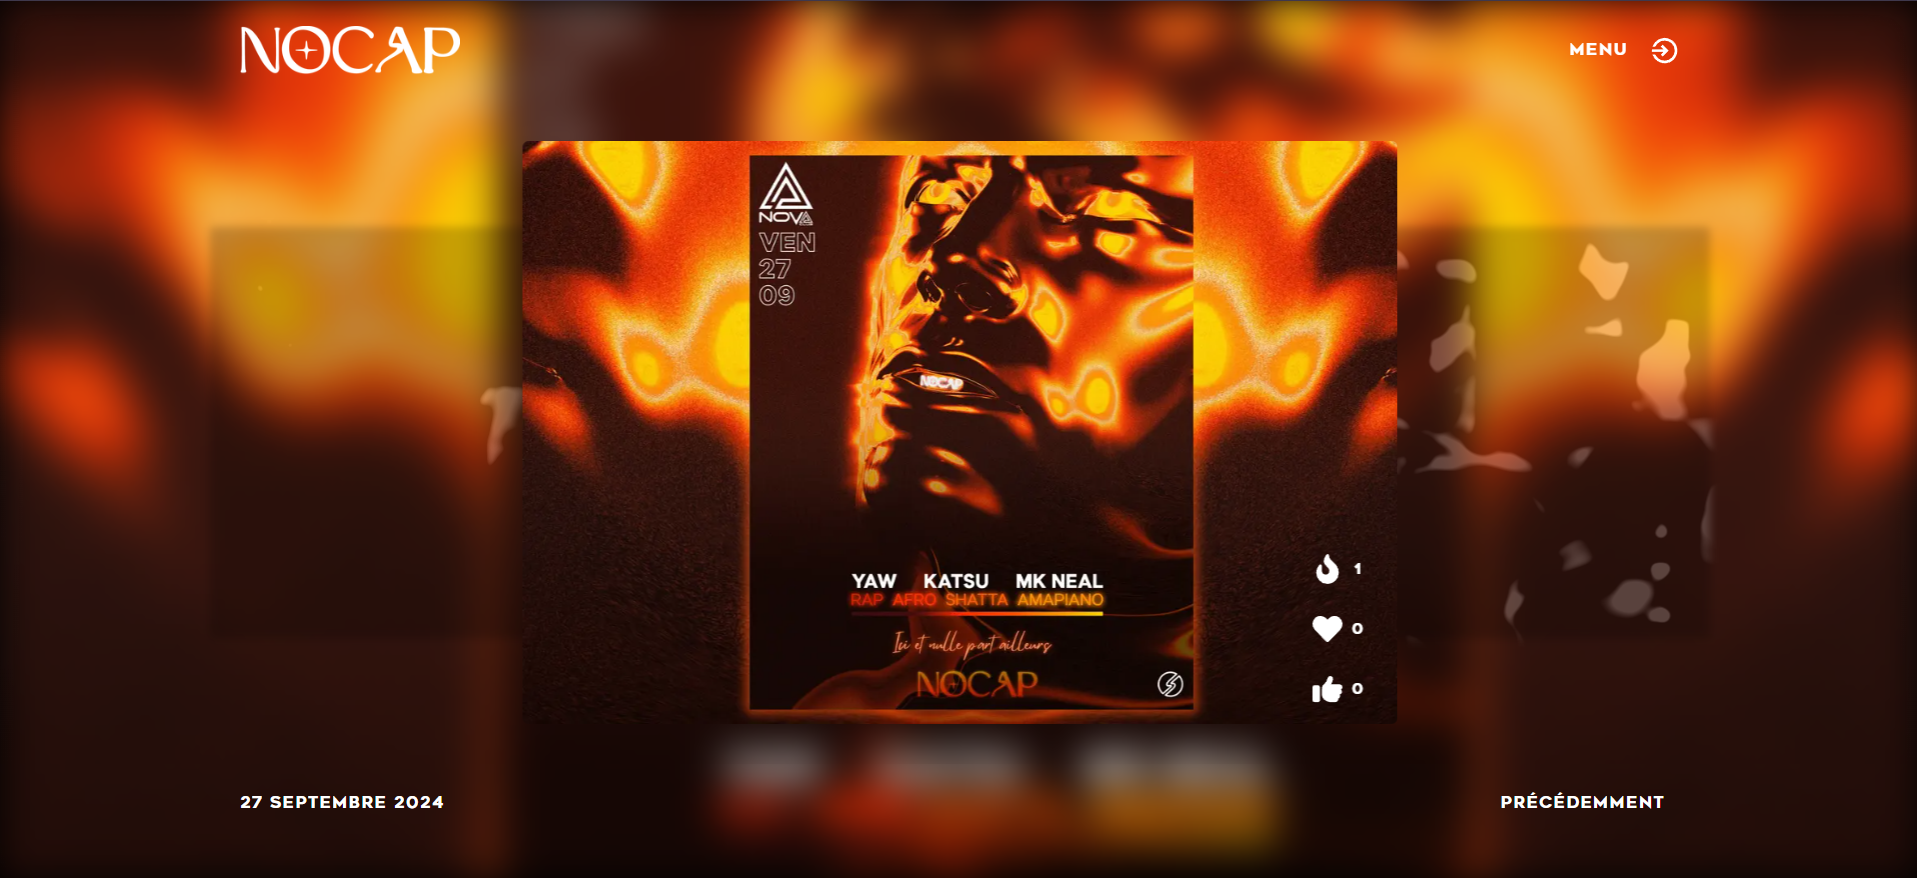 NOCAP
MENU
NOVA
VEN
27
09
NOCAP
YAW KATSU MK NEAL
RAP AFRO SHATTA AMAPIANO
Ici et nulle part ailleurs
NOCAP
1
0
0
27 SEPTEMBRE 2024
PRÉCÉDEMMENT